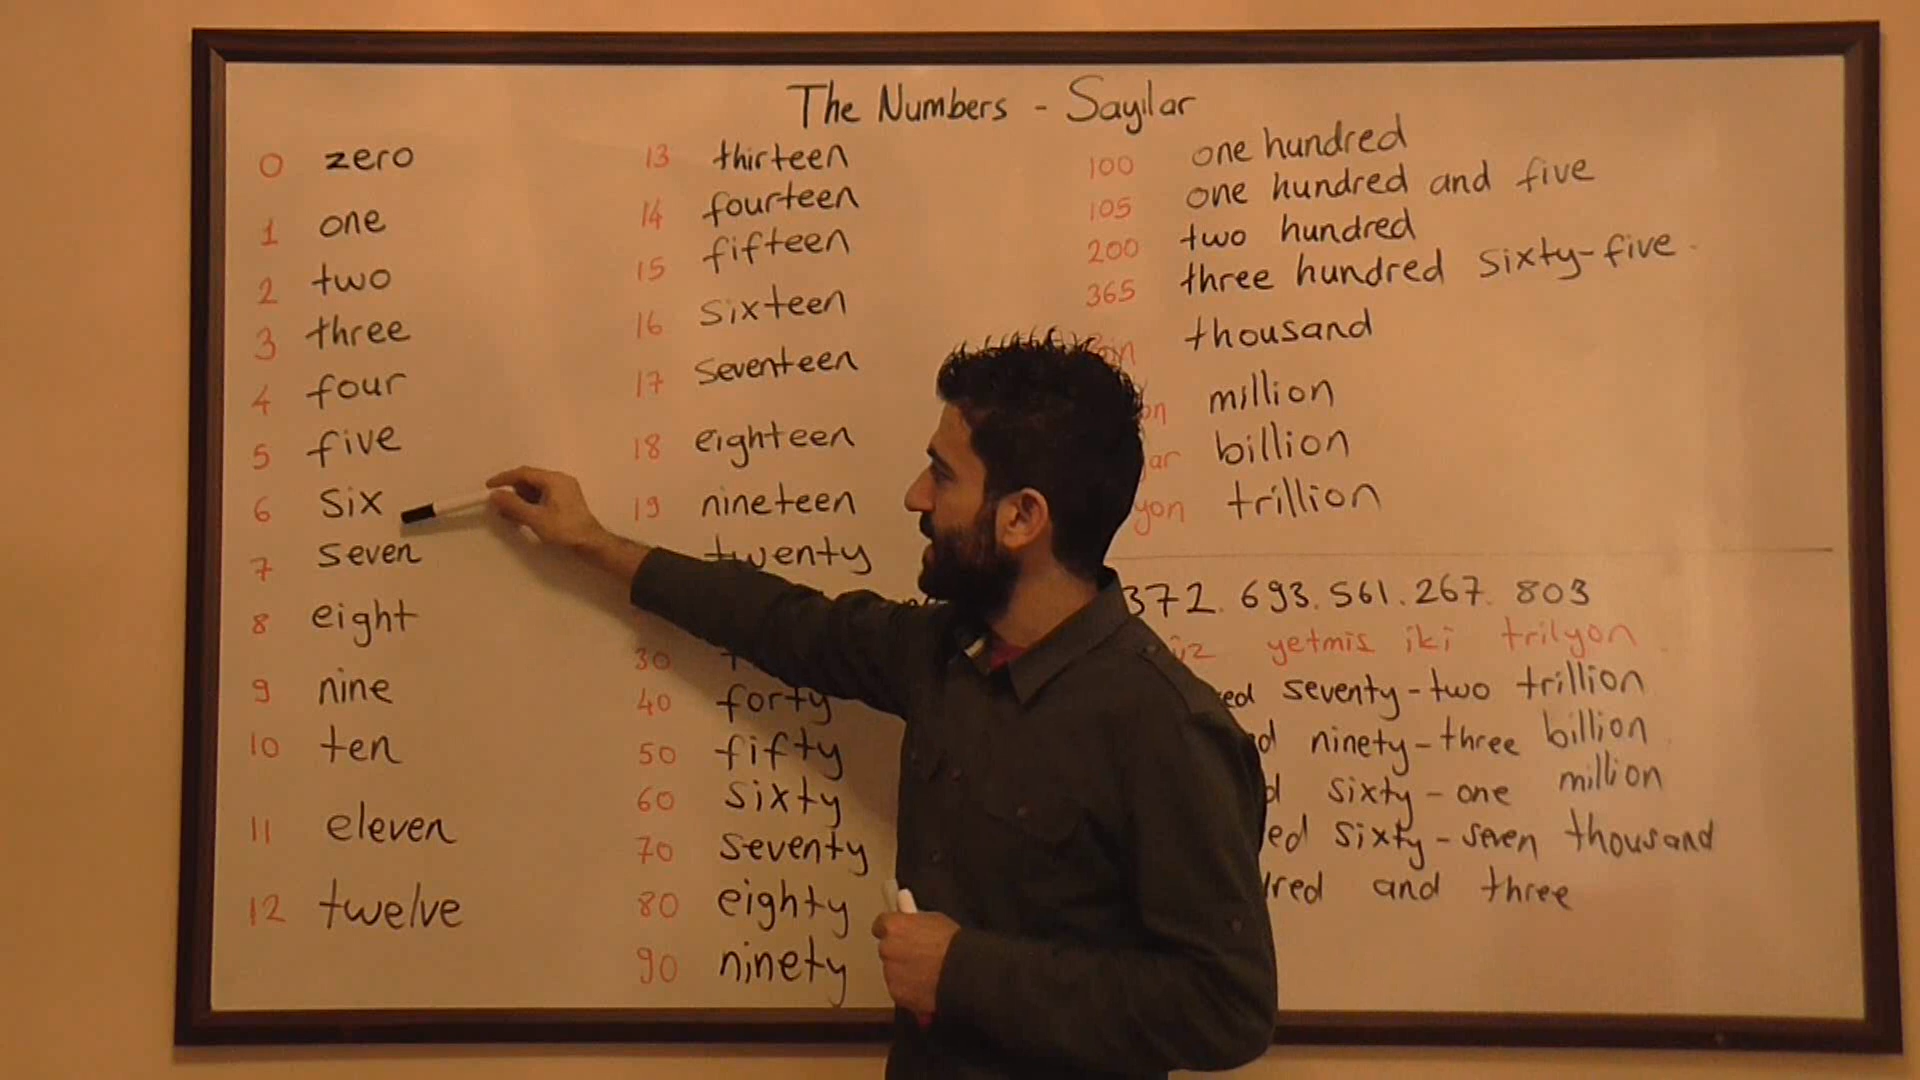 The Numbers - Sayılar
0 zero
1 one
2 two
3 three
4 four
5 five
6 six
7 seven
8 eight
9 nine
10 ten
11 eleven
12 twelve
13 thirteen
14 fourteen
15 fifteen
16 sixteen
17 seventeen
18 eighteen
19 nineteen
twenty
30
40 forty
50 fifty
60 sixty
70 seventy
80 eighty
90 ninety
100 one hundred
105 one hundred and five
200 two hundred
365 three hundred sixty-five
thousand
million
billion
trillion
372.693.561.267.803
yetmis iki trilyon
seventy-two trillion
ninety-three billion
sixty-one million
sixty-seven thousand
and three